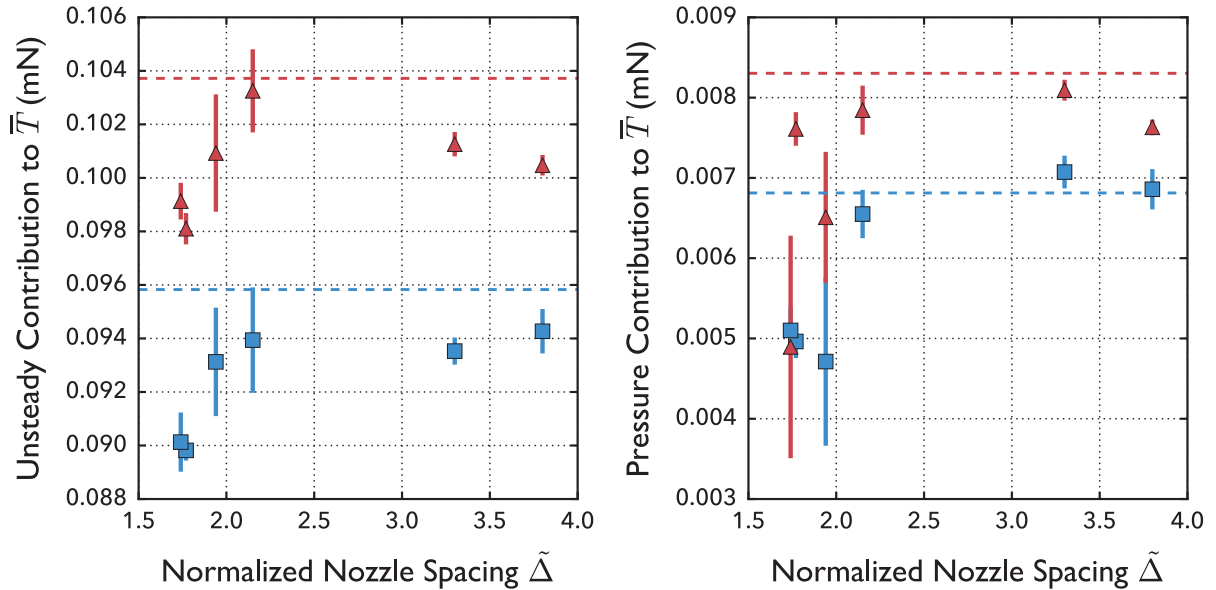 Unsteady Contribution to T̅ (mN)
0.106
0.104
0.102
0.100
0.098
0.096
0.094
0.092
0.090
0.088
1.5 2.0 2.5 3.0 3.5 4.0
Normalized Nozzle Spacing Δ̃
Pressure Contribution to T̅ (mN)
0.009
0.008
0.007
0.006
0.005
0.004
0.003
1.5 2.0 2.5 3.0 3.5 4.0
Normalized Nozzle Spacing Δ̃